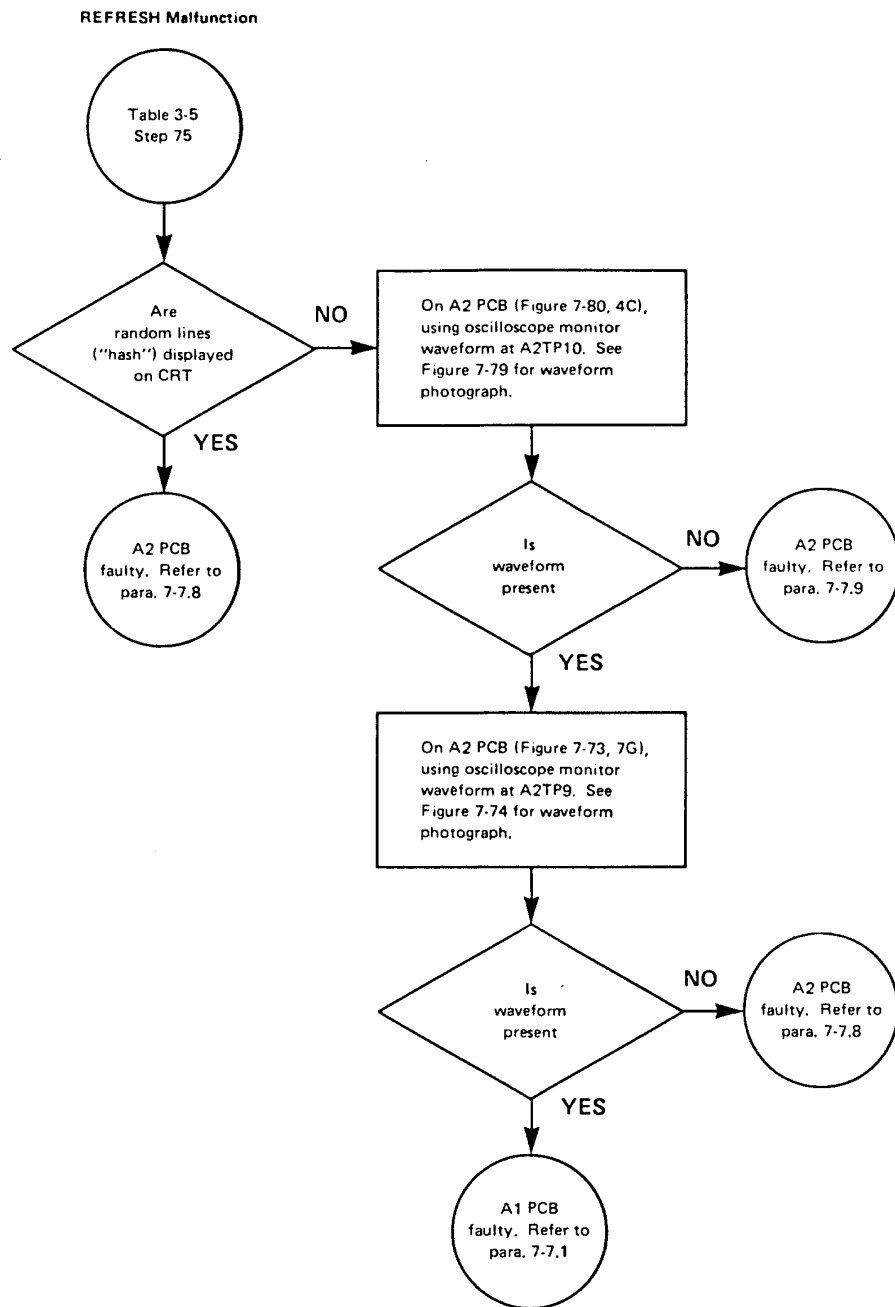 REFRESH Malfunction
Table 3-5
Step 75
Are
random lines
("hash") displayed
on CRT
NO
On A2 PCB (Figure 7-80, 4C),
using oscilloscope monitor
waveform at A2TP10. See
Figure 7-79 for waveform
photograph.
YES
A2 PCB
faulty. Refer to
para. 7-7.8
Is
waveform
present
NO
A2 PCB
faulty. Refer to
para. 7-7.9
YES
On A2 PCB (Figure 7-73, 7G),
using oscilloscope monitor
waveform at A2TP9. See
Figure 7-74 for waveform
photograph.
Is
waveform
present
NO
A2 PCB
faulty. Refer to
para. 7-7.8
YES
A1 PCB
faulty. Refer to
para. 7-7.1